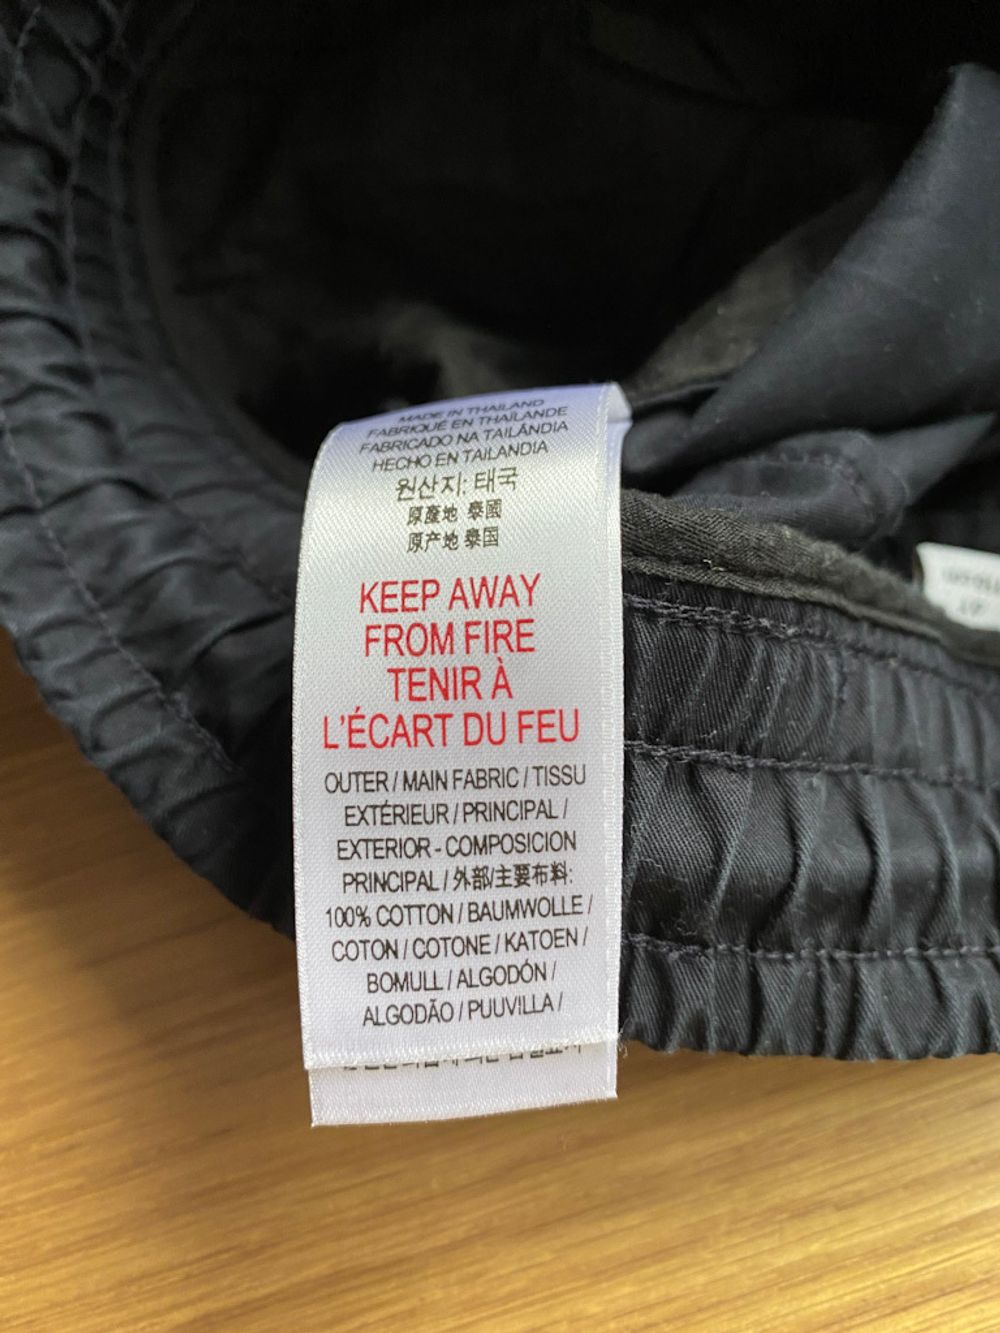 MADE IN THAILAND
FABRIQUÉ EN THAÏLANDE
FABRICADO NA TAILÂNDIA
HECHO EN TAILANDIA
원산지: 태국
原產地 泰國
原产地 泰国
KEEP AWAY
FROM FIRE
TENIR À
L'ÉCART DU FEU
OUTER / MAIN FABRIC / TISSU
EXTÉRIEUR / PRINCIPAL /
EXTERIOR - COMPOSICION
PRINCIPAL / 外部/主要布料:
100% COTTON / BAUMWOLLE /
COTON / COTONE / KATOEN /
BOMULL / ALGODÓN /
ALGODÃO / PUUVILLA /